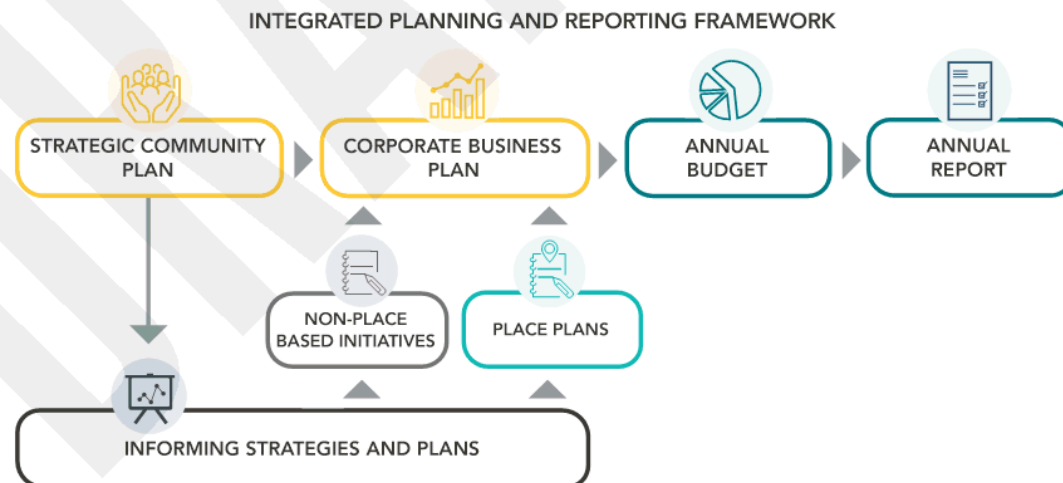 INTEGRATED PLANNING AND REPORTING FRAMEWORK
STRATEGIC COMMUNITY
PLAN
CORPORATE BUSINESS
PLAN
ANNUAL
BUDGET
ANNUAL
REPORT
NON-PLACE
BASED INITIATIVES
PLACE PLANS
INFORMING STRATEGIES AND PLANS